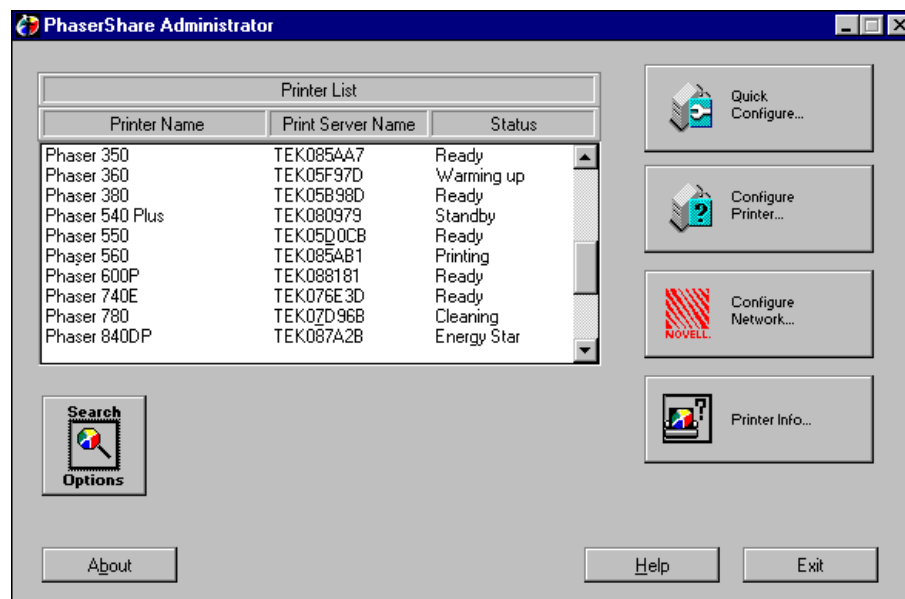 PhaserShare Administrator
Printer List
Printer Name Print Server Name Status
Phaser 350 TEK085AA7 Ready
Phaser 360 TEK05F97D Warming up
Phaser 380 TEK05B98D Ready
Phaser 540 Plus TEK080979 Standby
Phaser 550 TEK05D0CB Ready
Phaser 560 TEK085AB1 Printing
Phaser 600P TEK088181 Ready
Phaser 740E TEK076E3D Ready
Phaser 780 TEK07D96B Cleaning
Phaser 840DP TEK087A2B Energy Star
Quick
Configure...
Configure
Printer...
NOVELL.
Configure
Network...
Printer Info...
Search
Options
About
Help
Exit